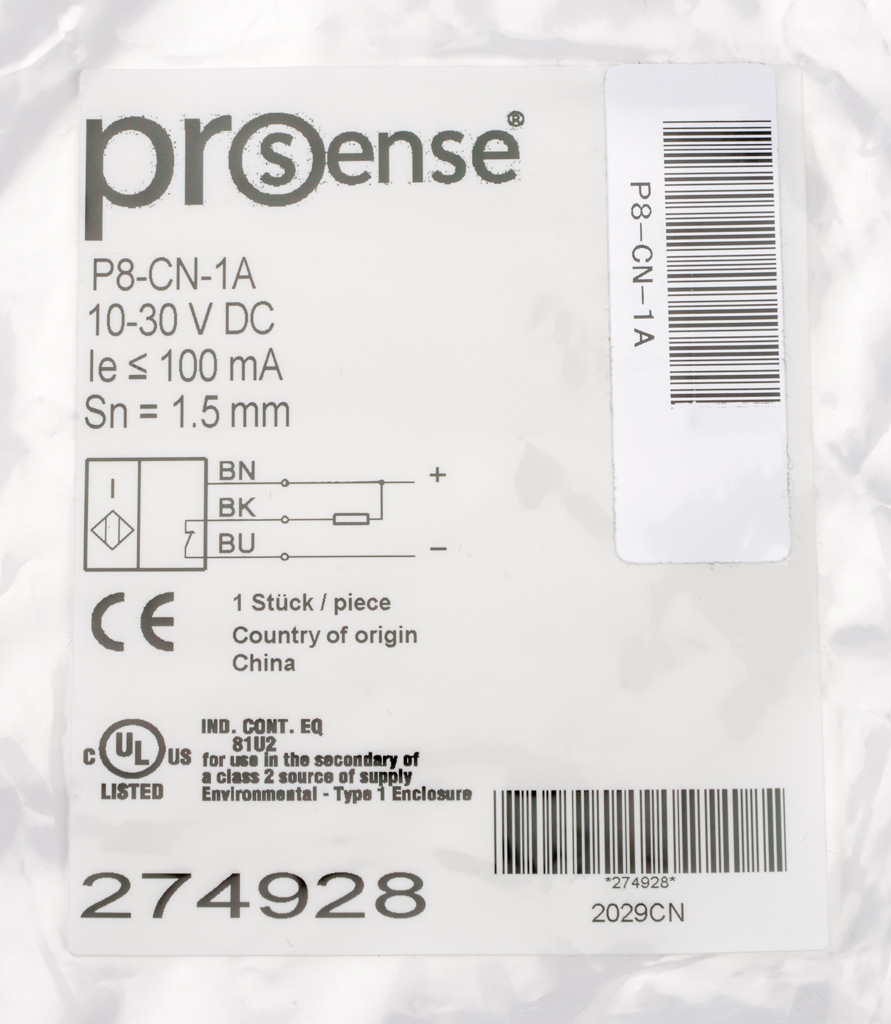 prosense®
P8-CN-1A
10-30 V DC
Ie ≤ 100 mA
Sn = 1.5 mm
P8-CN-1A
I
BN
+
BK
BU
−
CE
1 Stück / piece
Country of origin
China
C UL US
LISTED
IND. CONT. EQ
81U2
for use in the secondary of
a class 2 source of supply
Environmental - Type 1 Enclosure
274928
*274928*
2029CN